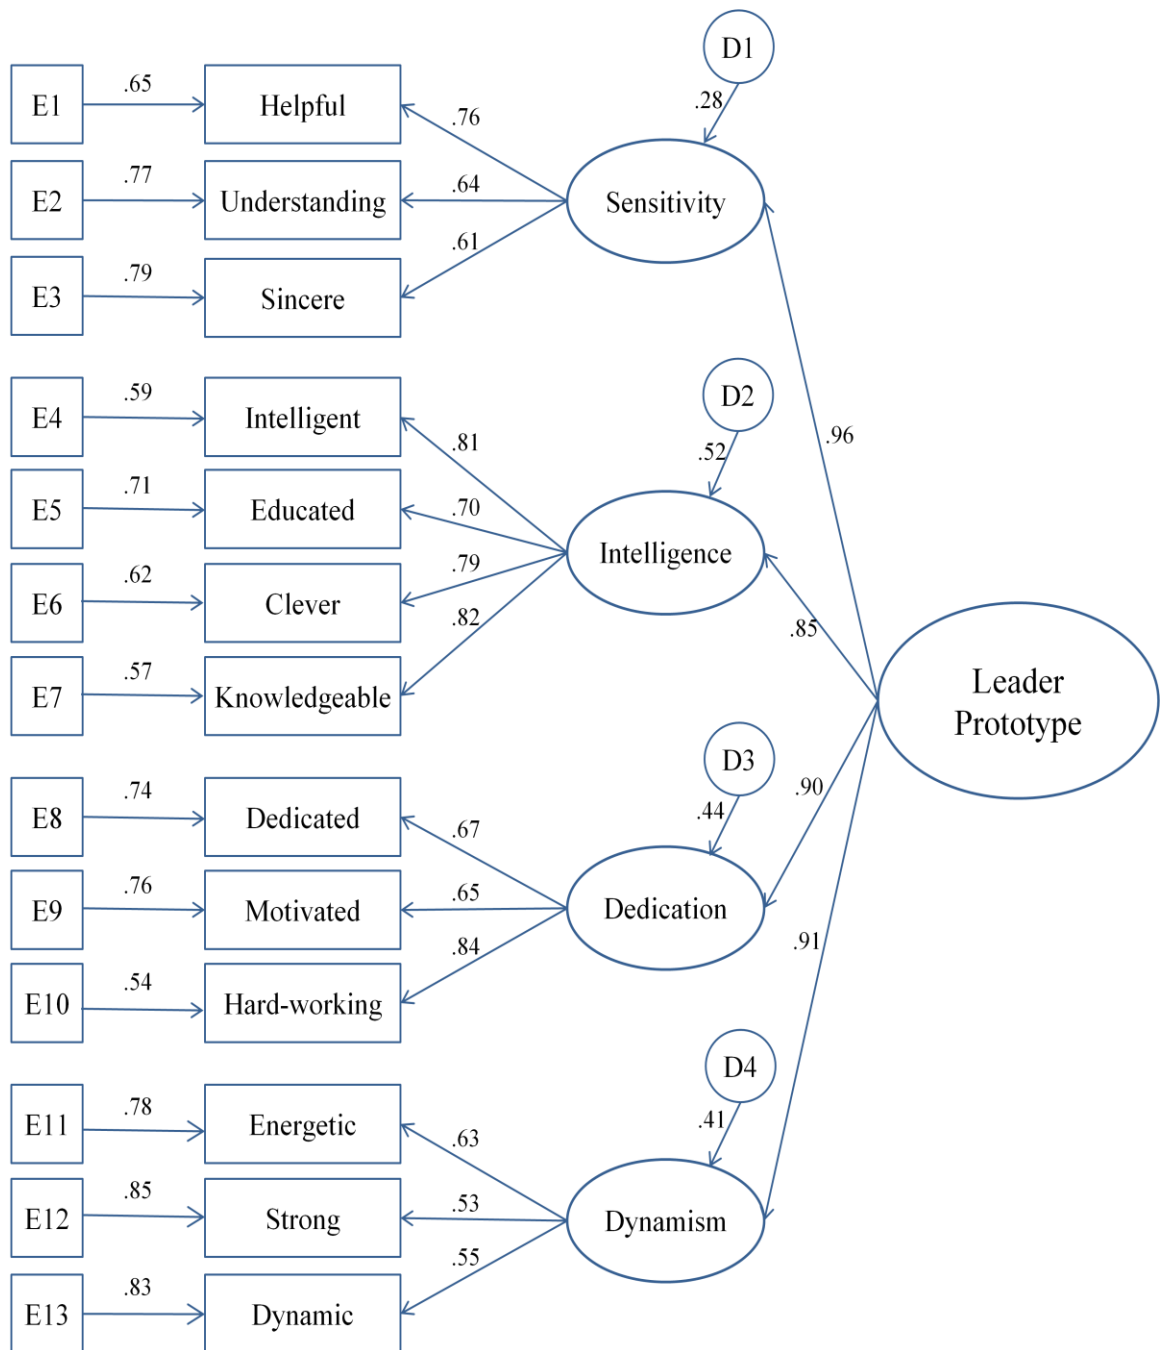 D1
.65
.28
E1
Helpful
.76
.77
.64
E2
Understanding
Sensitivity
.61
.79
E3
Sincere
.59
D2
E4
Intelligent
.81
.96
.52
.71
.70
E5
Educated
Intelligence
.79
.62
E6
Clever
.82
.85
.57
E7
Knowledgeable
Leader
Prototype
D3
.74
.90
.44
E8
Dedicated
.67
.76
.65
E9
Motivated
Dedication
.84
.91
.54
E10
Hard-working
D4
.78
.41
E11
Energetic
.63
.85
.53
E12
Strong
Dynamism
.55
.83
E13
Dynamic